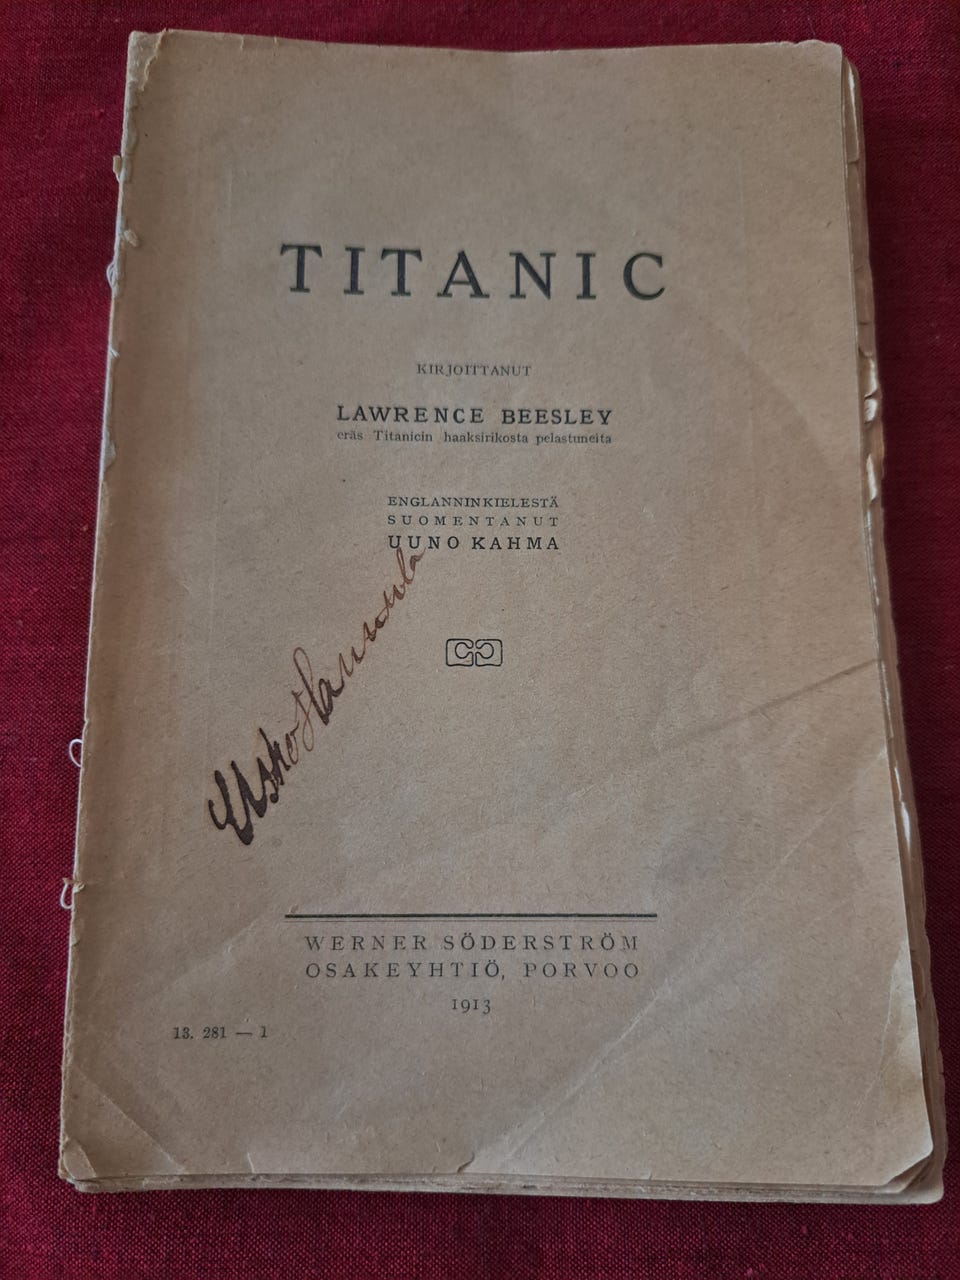 TITANIC
KIRJOITTANUT
LAWRENCE BEESLEY
eräs Titanicin haaksirikosta pelastuneita
ENGLANNINKIELESTÄ
SUOMENTANUT
UUNO KAHMA
WERNER SÖDERSTRÖM
OSAKEYHTIÖ, PORVOO
1913
13. 281 — 1